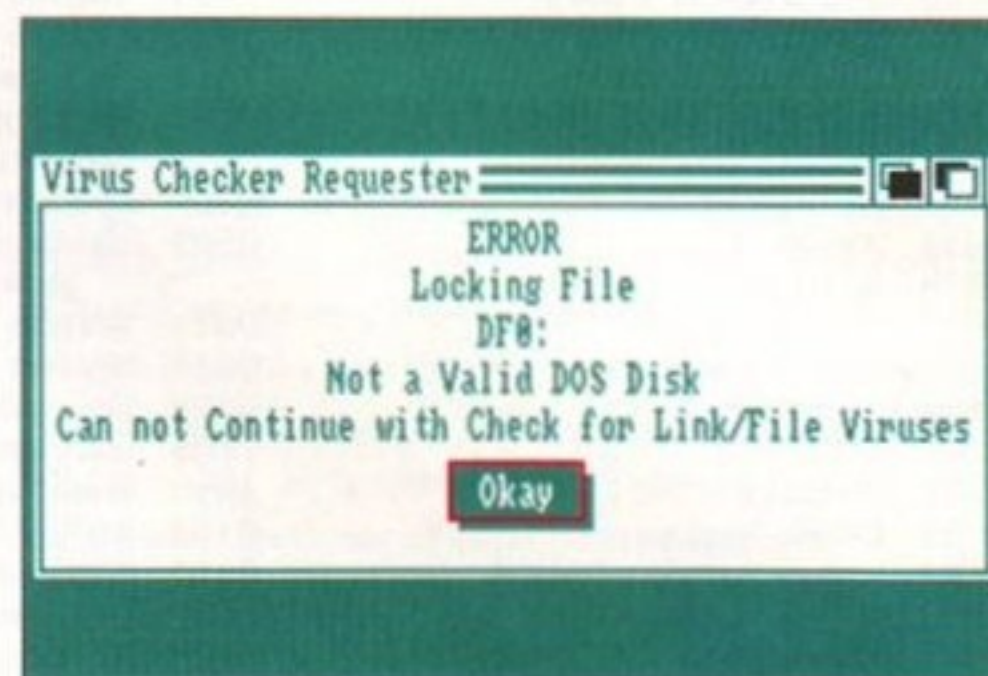 Virus Checker Requester
ERROR
Locking File
DF0:
Not a Valid DOS Disk
Can not Continue with Check for Link/File Viruses
Okay